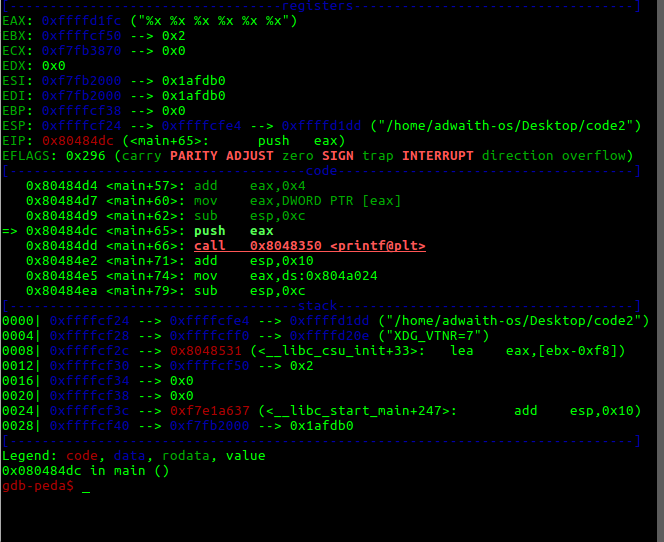 [----------------------------------registers-----------------------------------]
EAX: 0xffffd1fc ("%x %x %x %x %x %x")
EBX: 0xffffcf50 --> 0x2
ECX: 0xf7fb3870 --> 0x0
EDX: 0x0
ESI: 0xf7fb2000 --> 0x1afdb0
EDI: 0xf7fb2000 --> 0x1afdb0
EBP: 0xffffcf38 --> 0x0
ESP: 0xffffcf24 --> 0xffffcfe4 --> 0xffffd1dd ("/home/adwaith-os/Desktop/code2")
EIP: 0x80484dc (<main+65>: push eax)
EFLAGS: 0x296 (carry PARITY ADJUST zero SIGN trap INTERRUPT direction overflow)
[-------------------------------------code-------------------------------------]
0x80484d4 <main+57>: add eax,0x4
0x80484d7 <main+60>: mov eax,DWORD PTR [eax]
0x80484d9 <main+62>: sub esp,0xc
=> 0x80484dc <main+65>: push eax
0x80484dd <main+66>: call 0x8048350 <printf@plt>
0x80484e2 <main+71>: add esp,0x10
0x80484e5 <main+74>: mov eax,ds:0x804a024
0x80484ea <main+79>: sub esp,0xc
[------------------------------------stack-------------------------------------]
0000| 0xffffcf24 --> 0xffffcfe4 --> 0xffffd1dd ("/home/adwaith-os/Desktop/code2")
0004| 0xffffcf28 --> 0xffffcff0 --> 0xffffd20e ("XDG_VTNR=7")
0008| 0xffffcf2c --> 0x8048531 (<__libc_csu_init+33>: lea eax,[ebx-0xf8])
0012| 0xffffcf30 --> 0xffffcf50 --> 0x2
0016| 0xffffcf34 --> 0x0
0020| 0xffffcf38 --> 0x0
0024| 0xffffcf3c --> 0xf7e1a637 (<__libc_start_main+247>: add esp,0x10)
0028| 0xffffcf40 --> 0xf7fb2000 --> 0x1afdb0
[------------------------------------------------------------------------------]
Legend: code, data, rodata, value
0x080484dc in main ()
gdb-peda$ _